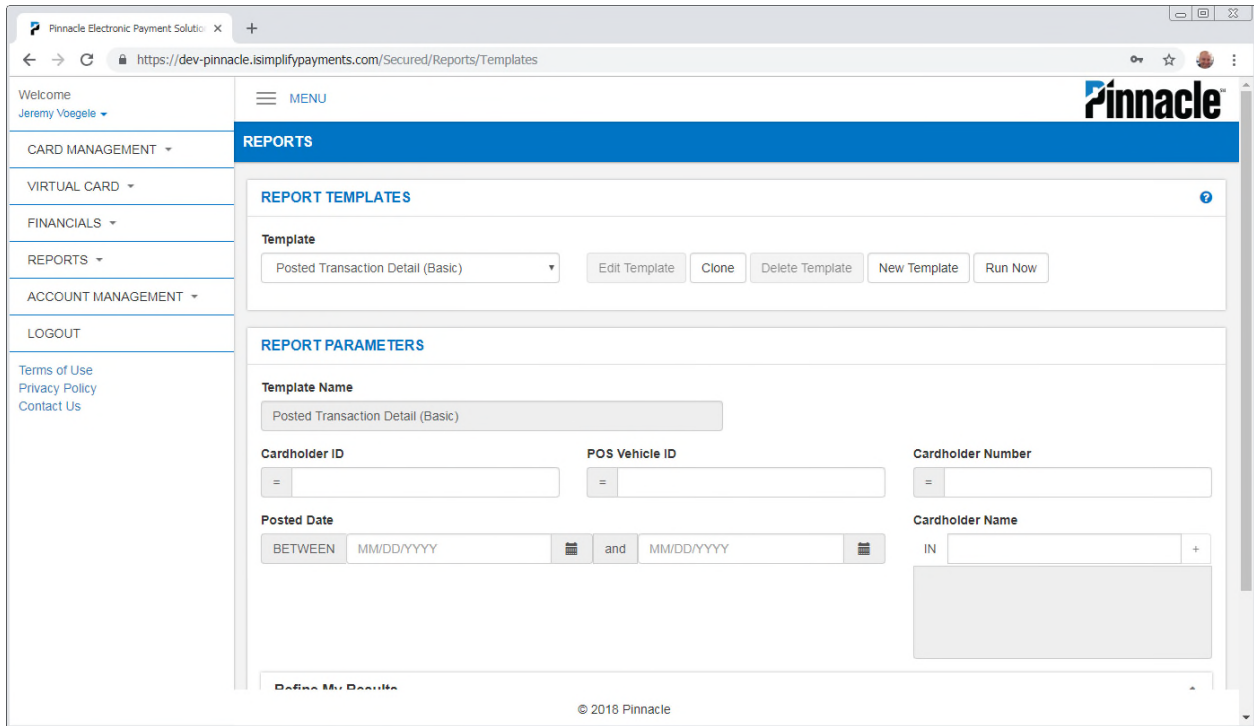 Pinnacle Electronic Payment Solutio
https://dev-pinnacle.isimplifypayments.com/Secured/Reports/Templates
Welcome
Jeremy Voegele
CARD MANAGEMENT
VIRTUAL CARD
FINANCIALS
REPORTS
ACCOUNT MANAGEMENT
LOGOUT
Terms of Use
Privacy Policy
Contact Us
MENU
Pinnacle
REPORTS
REPORT TEMPLATES
Template
Posted Transaction Detail (Basic) Edit Template Clone Delete Template New Template Run Now
REPORT PARAMETERS
Template Name
Posted Transaction Detail (Basic)
Cardholder ID POS Vehicle ID Cardholder Number
= = =
Posted Date Cardholder Name
BETWEEN MM/DD/YYYY and MM/DD/YYYY IN +
Refine My Results
© 2018 Pinnacle